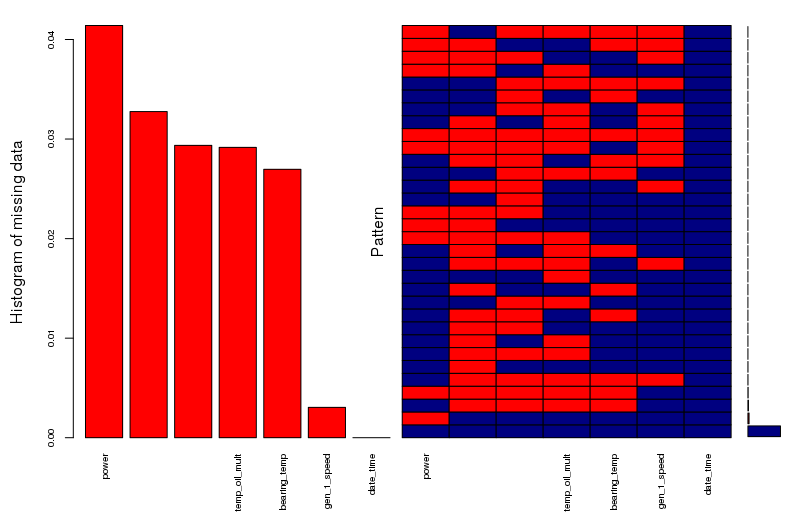 Histogram of missing data
0.04
0.03
0.02
0.01
0.00
power
temp_oil_mult
bearing_temp
gen_1_speed
date_time
Pattern
power
temp_oil_mult
bearing_temp
gen_1_speed
date_time